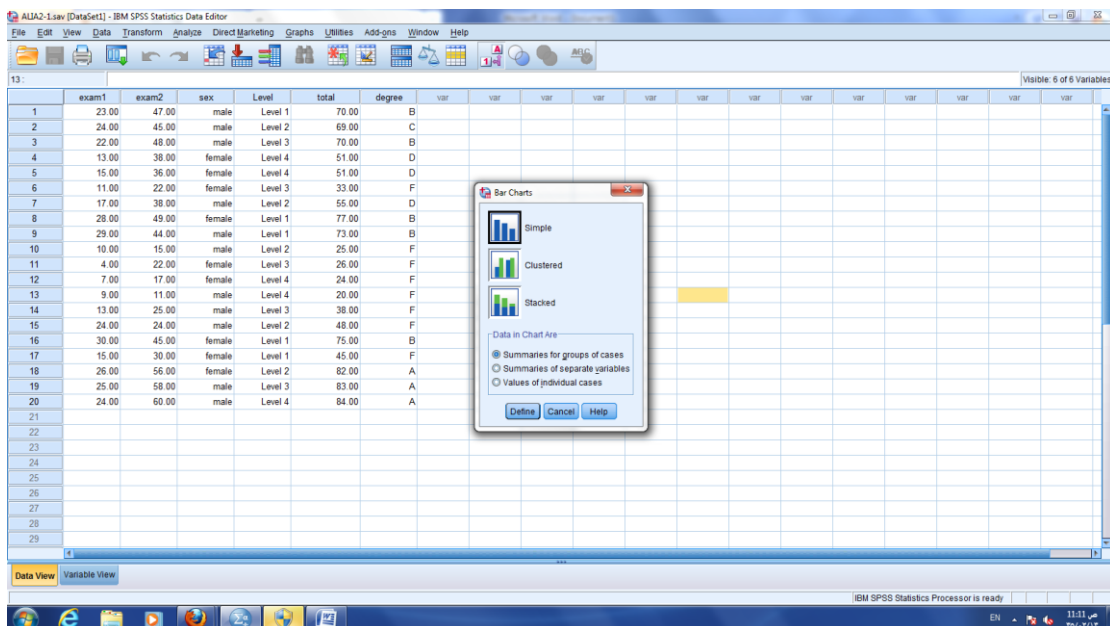 ALIA2-1.sav [DataSet1] - IBM SPSS Statistics Data Editor
File Edit View Data Transform Analyze Direct Marketing Graphs Utilities Add-ons Window Help
13 :
Visible: 6 of 6 Variables
exam1 exam2 sex Level total degree var var var var var var var var var var var var var
1 23.00 47.00 male Level 1 70.00 B
2 24.00 45.00 male Level 2 69.00 C
3 22.00 48.00 male Level 3 70.00 B
4 13.00 38.00 female Level 4 51.00 D
5 15.00 36.00 female Level 4 51.00 D
6 11.00 22.00 female Level 3 33.00 F
7 17.00 38.00 male Level 2 55.00 D
8 28.00 49.00 female Level 1 77.00 B
9 29.00 44.00 male Level 1 73.00 B
10 10.00 15.00 male Level 2 25.00 F
11 4.00 22.00 female Level 3 26.00 F
12 7.00 17.00 female Level 4 24.00 F
13 9.00 11.00 male Level 4 20.00 F
14 13.00 25.00 male Level 3 38.00 F
15 24.00 24.00 male Level 2 48.00 F
16 30.00 45.00 female Level 1 75.00 B
17 15.00 30.00 female Level 1 45.00 F
18 26.00 56.00 female Level 2 82.00 A
19 25.00 58.00 male Level 3 83.00 A
20 24.00 60.00 male Level 4 84.00 A
21
22
23
24
25
26
27
28
29
Bar Charts
Simple
Clustered
Stacked
Data in Chart Are
Summaries for groups of cases
Summaries of separate variables
Values of individual cases
Define Cancel Help
Data View Variable View
IBM SPSS Statistics Processor is ready
EN
11:11 ص